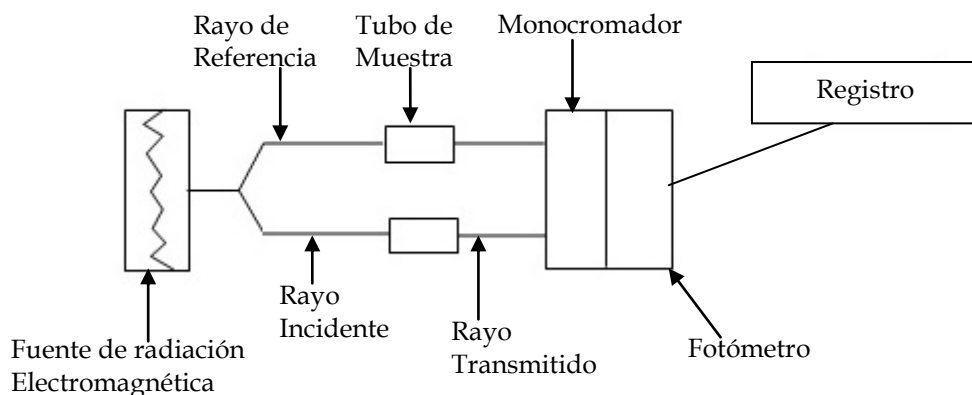 Rayo de
Referencia
Tubo de
Muestra
Monocromador
Registro
Rayo
Incidente
Rayo
Transmitido
Fotómetro
Fuente de radiación
Electromagnética